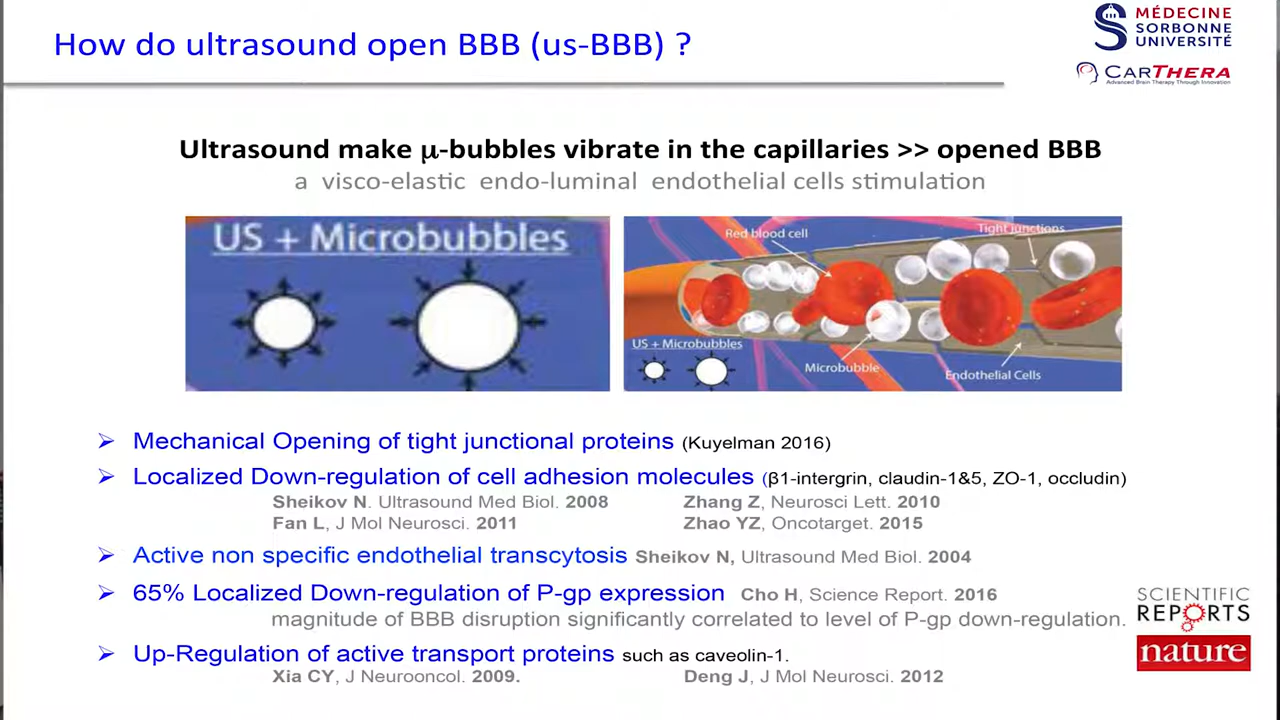 How do ultrasound open BBB (us-BBB) ?
MÉDECINE
SORBONNE
UNIVERSITÉ
CARTHERA
Advanced Brain Therapy Through Innovation
Ultrasound make µ-bubbles vibrate in the capillaries >> opened BBB
a visco-elastic endo-luminal endothelial cells stimulation
US + Microbubbles
Red blood cell
Tight junctions
US + Microbubbles
Microbubble
Endothelial Cells
➢ Mechanical Opening of tight junctional proteins (Kuyelman 2016)
➢ Localized Down-regulation of cell adhesion molecules (β1-intergrin, claudin-1&5, ZO-1, occludin)
Sheikov N. Ultrasound Med Biol. 2008 Zhang Z, Neurosci Lett. 2010
Fan L, J Mol Neurosci. 2011 Zhao YZ, Oncotarget. 2015
➢ Active non specific endothelial transcytosis Sheikov N, Ultrasound Med Biol. 2004
➢ 65% Localized Down-regulation of P-gp expression Cho H, Science Report. 2016
magnitude of BBB disruption significantly correlated to level of P-gp down-regulation.
SCIENTIFIC
REPORTS
nature
➢ Up-Regulation of active transport proteins such as caveolin-1.
Xia CY, J Neurooncol. 2009. Deng J, J Mol Neurosci. 2012